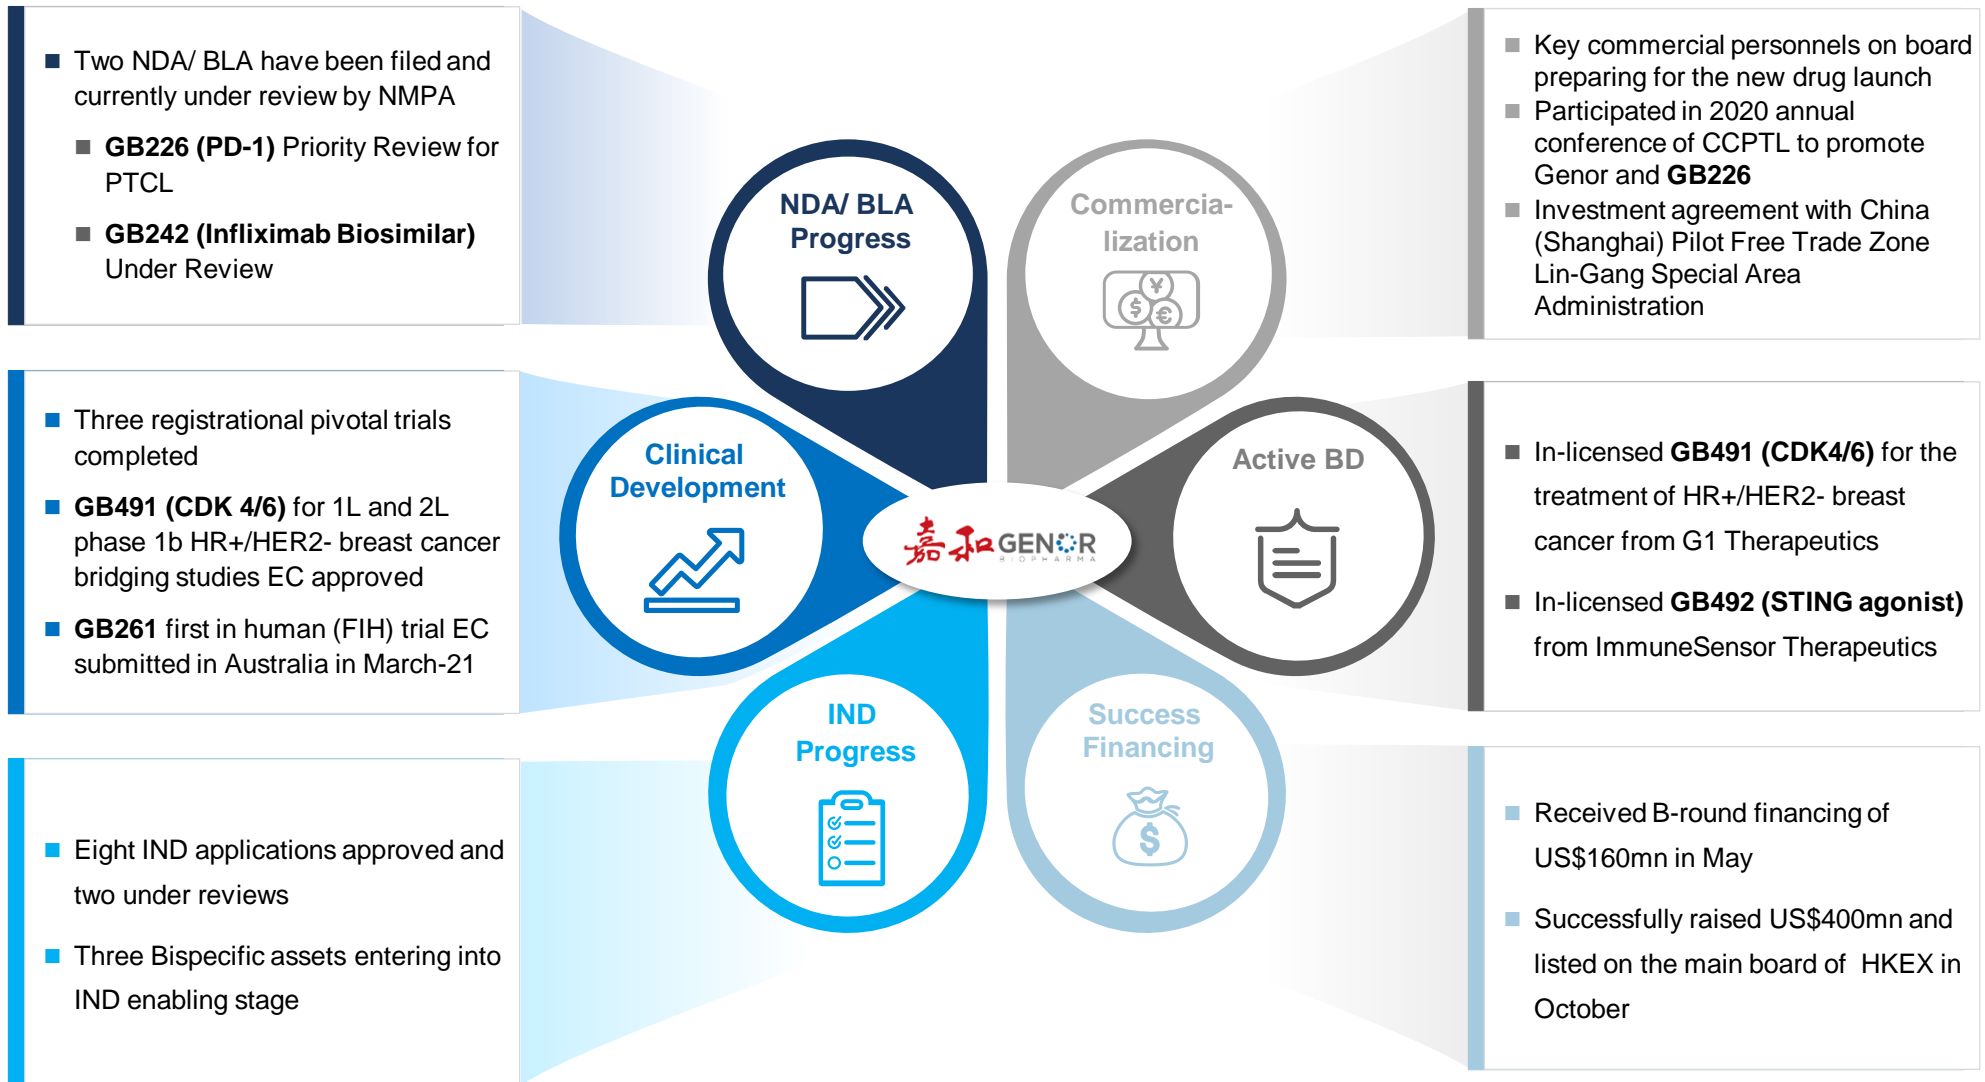 Two NDA/ BLA have been filed and
currently under review by NMPA
GB226 (PD-1) Priority Review for
PTCL
GB242 (Infliximab Biosimilar)
Under Review
Three registrational pivotal trials
completed
GB491 (CDK 4/6) for 1L and 2L
phase 1b HR+/HER2- breast cancer
bridging studies EC approved
GB261 first in human (FIH) trial EC
submitted in Australia in March-21
Eight IND applications approved and
two under reviews
Three Bispecific assets entering into
IND enabling stage
NDA/ BLA
Progress
Commercia-
lization
¥
$
€
Clinical
Development
Active BD
嘉和 GENOR
BIOPHARMA
IND
Progress
Success
Financing
$
Key commercial personnels on board
preparing for the new drug launch
Participated in 2020 annual
conference of CCPTL to promote
Genor and GB226
Investment agreement with China
(Shanghai) Pilot Free Trade Zone
Lin-Gang Special Area
Administration
In-licensed GB491 (CDK4/6) for the
treatment of HR+/HER2- breast
cancer from G1 Therapeutics
In-licensed GB492 (STING agonist)
from ImmuneSensor Therapeutics
Received B-round financing of
US$160mn in May
Successfully raised US$400mn and
listed on the main board of HKEX in
October